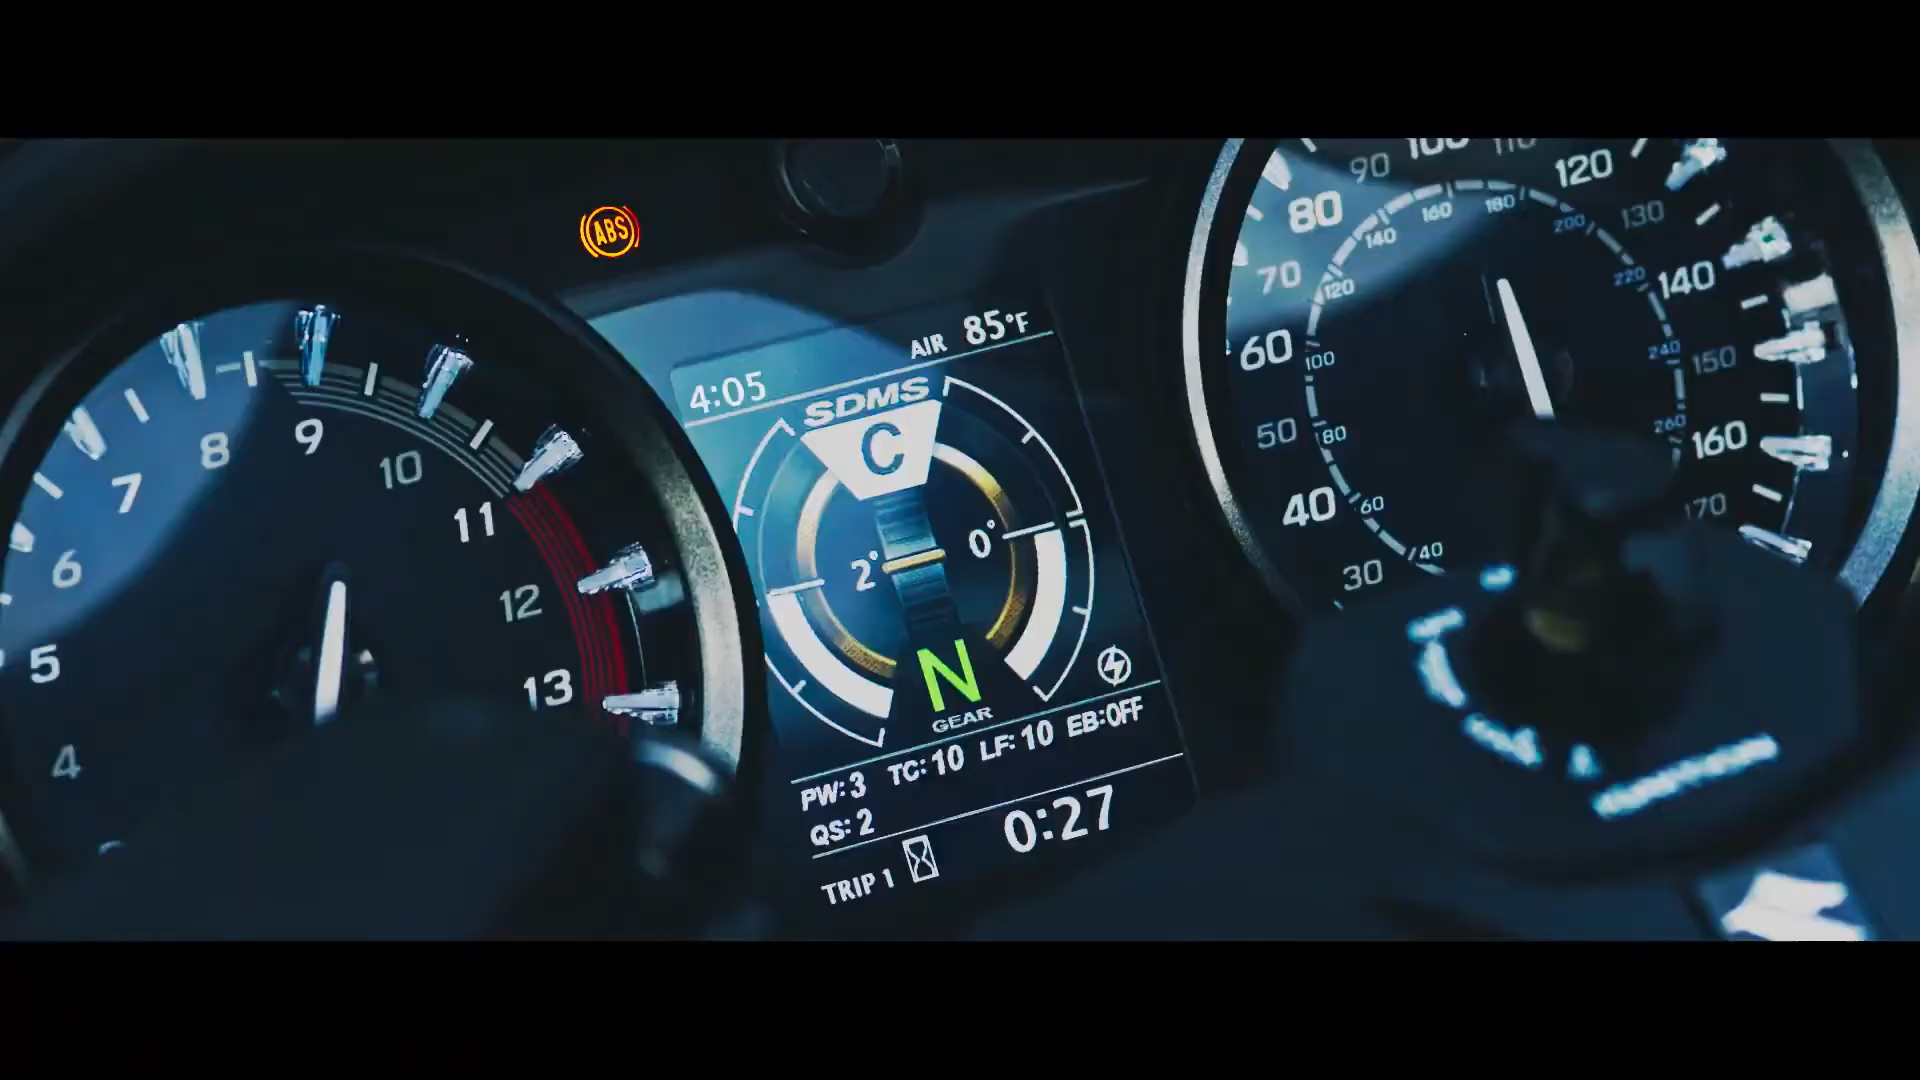 ABS
4:05 AIR 85°F
SDMS
C
2° 0°
N
GEAR
PW:3 TC:10 LF:10 EB:OFF
QS:2
TRIP 1 0:27
4 5 6 7 8 9 10 11 12 13
30 40 50 60 70 80 90 100 110 120 130 140 150 160 170
40 60 80 100 120 140 160 180 200 220 240 260